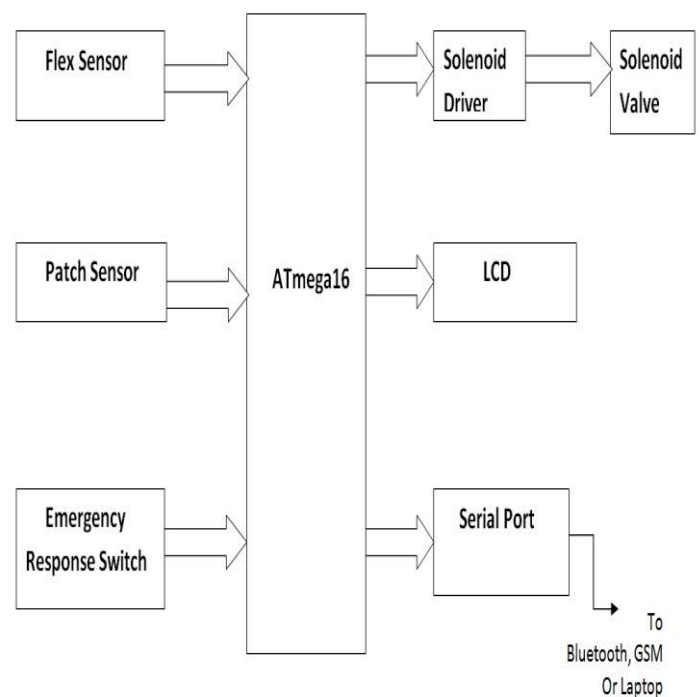 Flex Sensor
Solenoid
Driver
Solenoid
Valve
Patch Sensor
ATmega16
LCD
Emergency
Response Switch
Serial Port
To
Bluetooth, GSM
Or Laptop